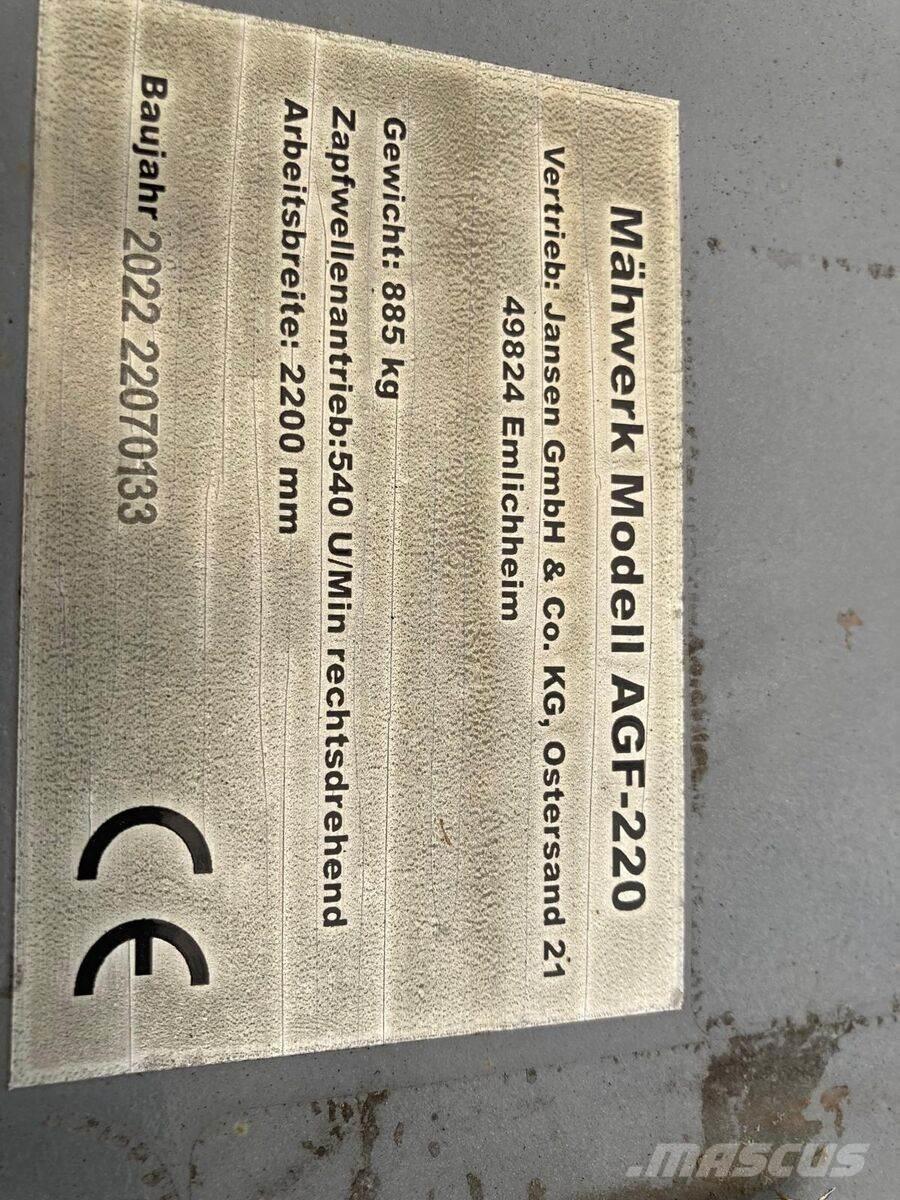 Mähwerk Modell AGF-220
Vertrieb: Jansen GmbH & Co. KG, Ostersand 21
49824 Emlichheim
Gewicht: 885 kg
Zapfwellenantrieb:540 U/Min rechtsdrehend
Arbeitsbreite: 2200 mm
Baujahr 2022 22070133
CE
MASCUS